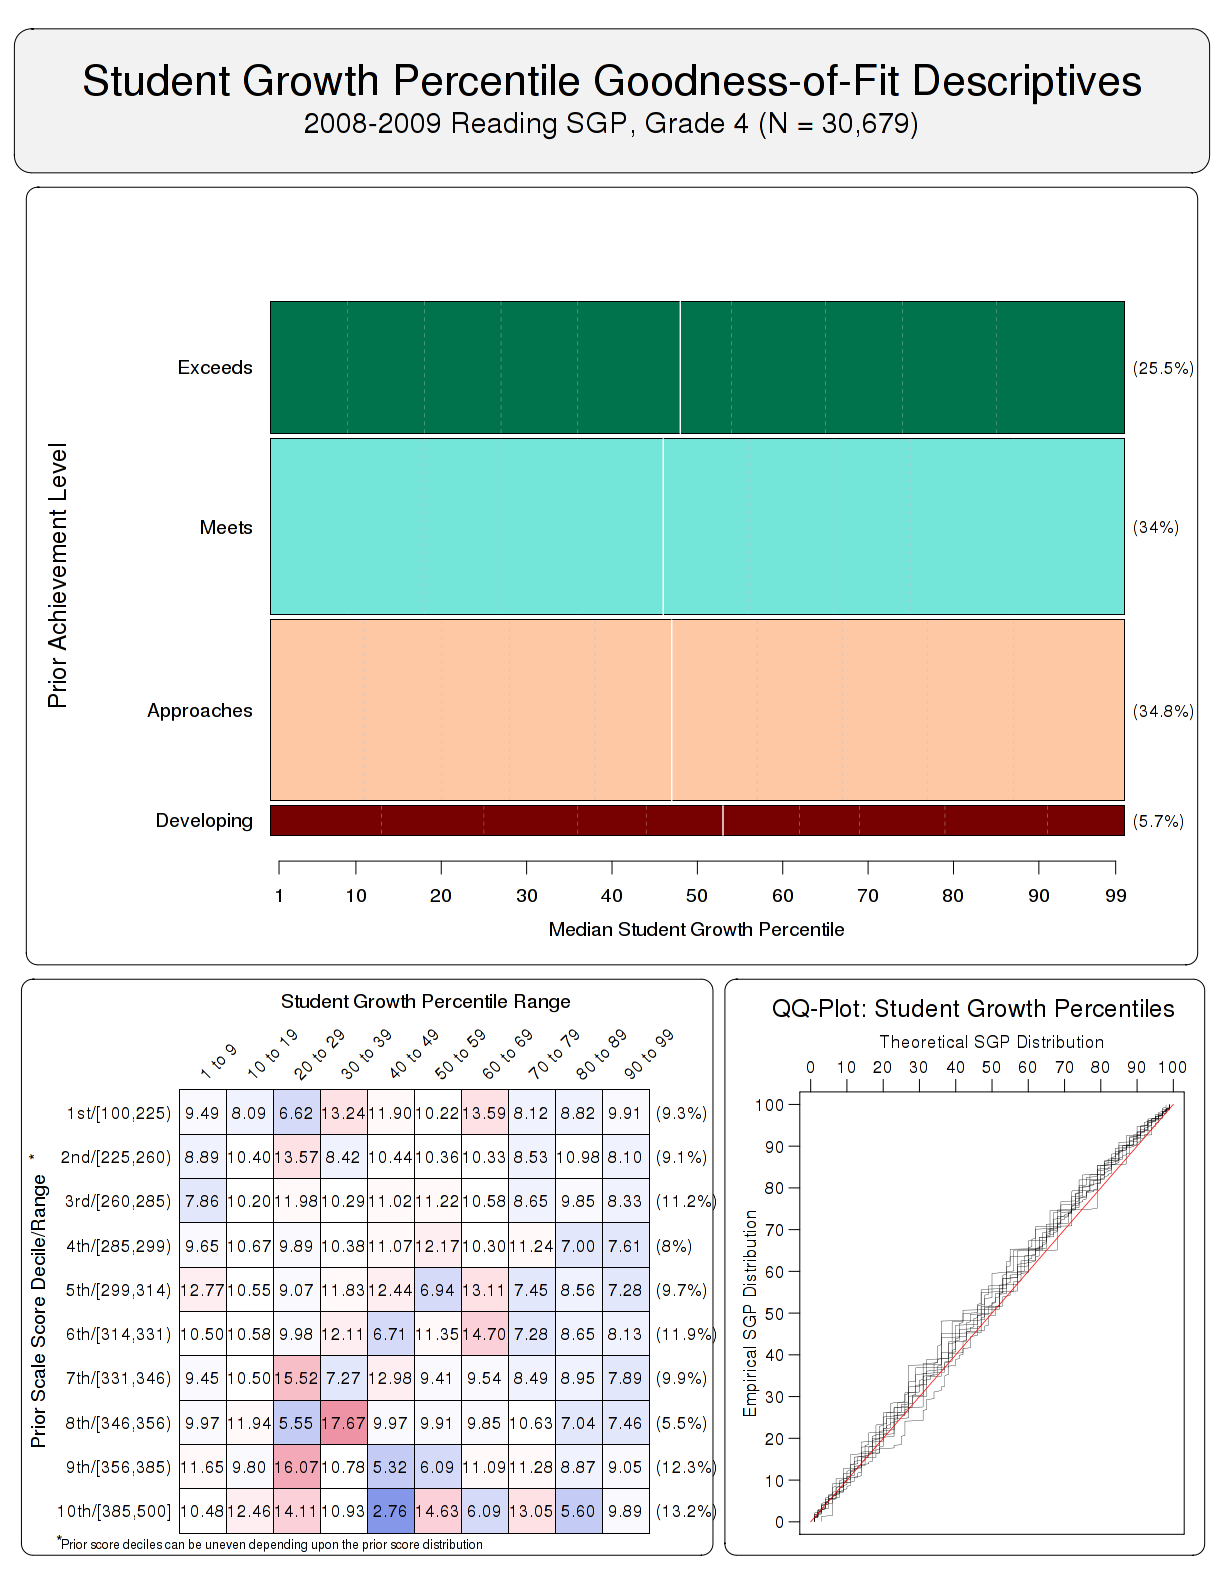 Student Growth Percentile Goodness-of-Fit Descriptives
2008-2009 Reading SGP, Grade 4 (N = 30,679)
Prior Achievement Level
Exceeds (25.5%)
Meets (34%)
Approaches (34.8%)
Developing (5.7%)
1 10 20 30 40 50 60 70 80 90 99
Median Student Growth Percentile
Student Growth Percentile Range
1 to 9 10 to 19 20 to 29 30 to 39 40 to 49 50 to 59 60 to 69 70 to 79 80 to 89 90 to 99
Prior Scale Score Decile/Range *
1st/[100,225) 9.49 8.09 6.62 13.24 11.90 10.22 13.59 8.12 8.82 9.91 (9.3%)
2nd/[225,260) 8.89 10.40 13.57 8.42 10.44 10.36 10.33 8.53 10.98 8.10 (9.1%)
3rd/[260,285) 7.86 10.20 11.98 10.29 11.02 11.22 10.58 8.65 9.85 8.33 (11.2%)
4th/[285,299) 9.65 10.67 9.89 10.38 11.07 12.17 10.30 11.24 7.00 7.61 (8%)
5th/[299,314) 12.77 10.55 9.07 11.83 12.44 6.94 13.11 7.45 8.56 7.28 (9.7%)
6th/[314,331) 10.50 10.58 9.98 12.11 6.71 11.35 14.70 7.28 8.65 8.13 (11.9%)
7th/[331,346) 9.45 10.50 15.52 7.27 12.98 9.41 9.54 8.49 8.95 7.89 (9.9%)
8th/[346,356) 9.97 11.94 5.55 17.67 9.97 9.91 9.85 10.63 7.04 7.46 (5.5%)
9th/[356,385) 11.65 9.80 16.07 10.78 5.32 6.09 11.09 11.28 8.87 9.05 (12.3%)
10th/[385,500] 10.48 12.46 14.11 10.93 2.76 14.63 6.09 13.05 5.60 9.89 (13.2%)
*Prior score deciles can be uneven depending upon the prior score distribution
QQ-Plot: Student Growth Percentiles
Theoretical SGP Distribution
0 10 20 30 40 50 60 70 80 90 100
Empirical SGP Distribution
100
90
80
70
60
50
40
30
20
10
0